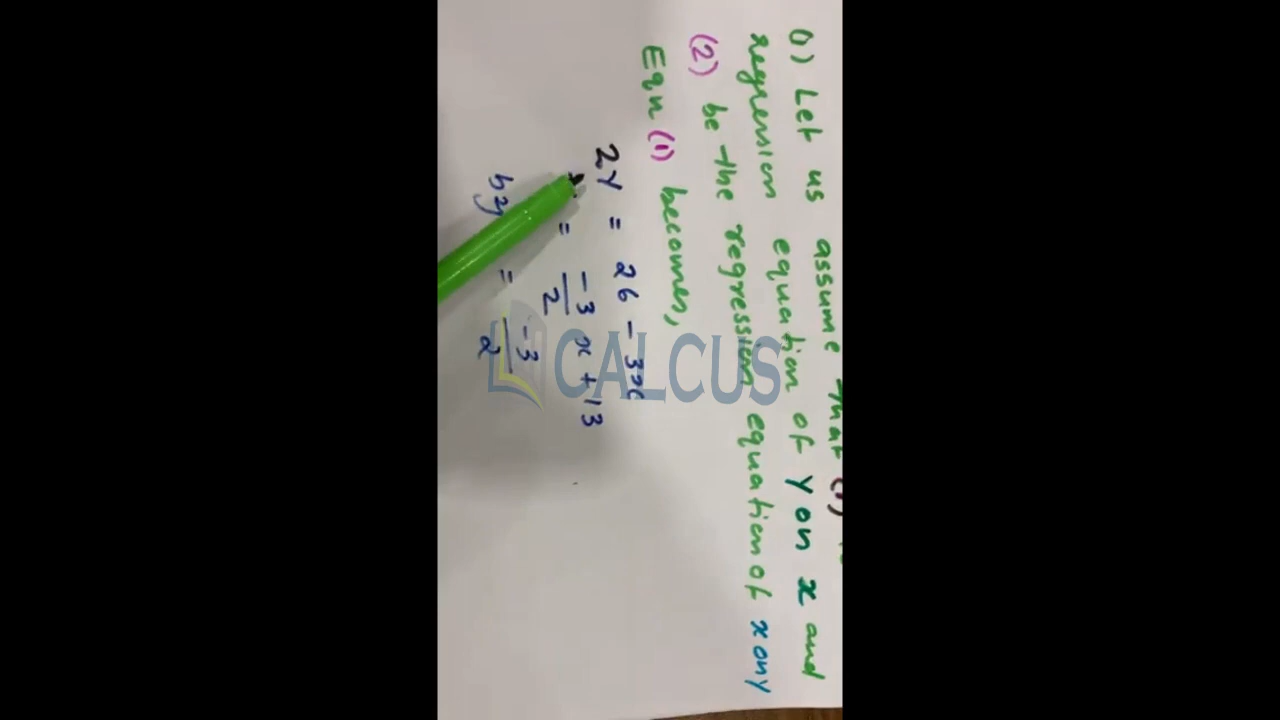 1) Let us assume that (1)
regression equation of y on x and
(2) be the regression equation of x on y
Eqn (1) becomes,
2y = 26 - 3x
= -3/2 x + 13
= -3/2
CALCUS